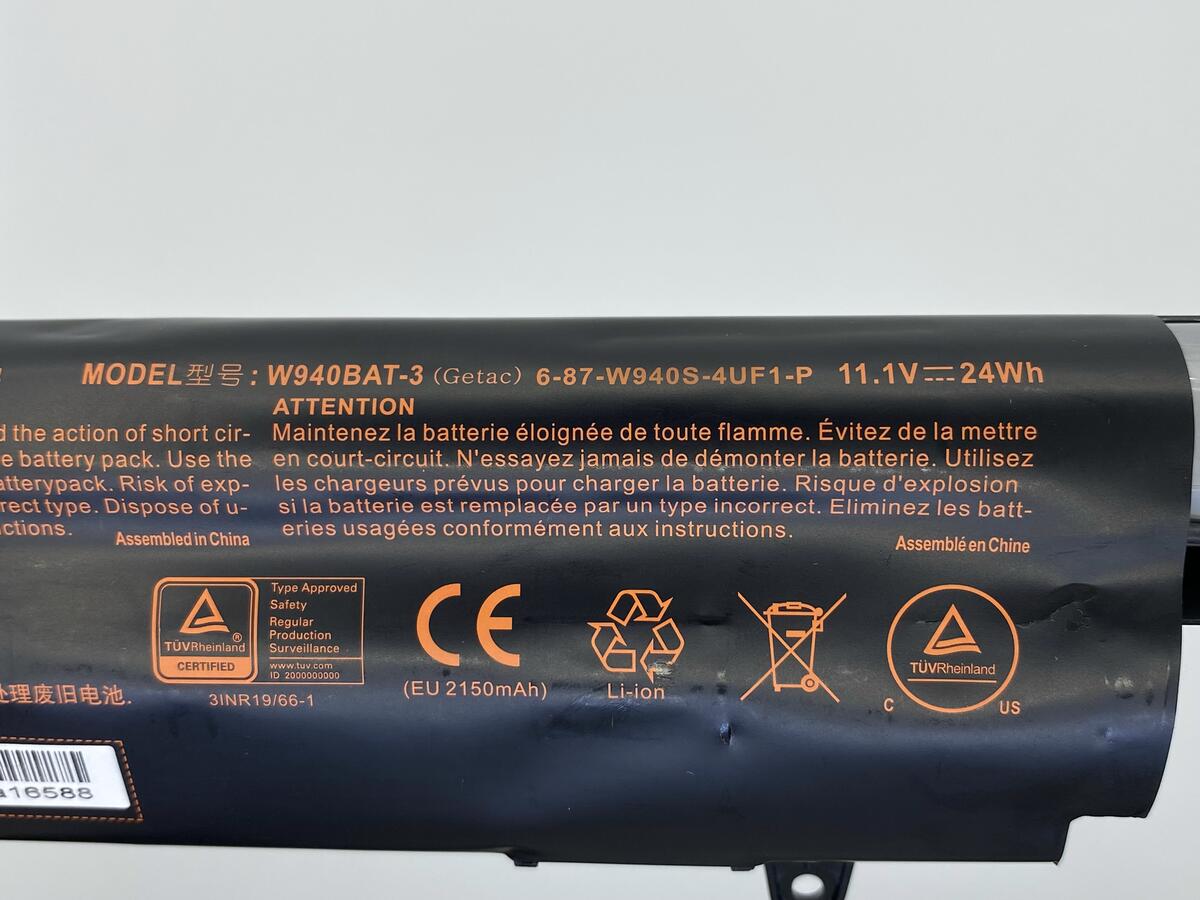 MODEL型号: W940BAT-3 (Getac) 6-87-W940S-4UF1-P 11.1V⎓24Wh
the action of short cir-
battery pack. Use the
Risk of exp-
type. Dispose of u-
Assembled in China
ATTENTION
Maintenez la batterie éloignée de toute flamme. Évitez de la mettre
en court-circuit. N'essayez jamais de démonter la batterie. Utilisez
les chargeurs prévus pour charger la batterie. Risque d'explosion
si la batterie est remplacée par un type incorrect. Eliminez les batt-
eries usagées conformément aux instructions.
Assemblé en Chine
TÜVRheinland ®
CERTIFIED
Type Approved
Safety
Regular
Production
Surveillance
www.tuv.com
ID 2000000000
3INR19/66-1
CE
(EU 2150mAh)
Li-ion
TÜVRheinland
C US
处理废旧电池.
a16588